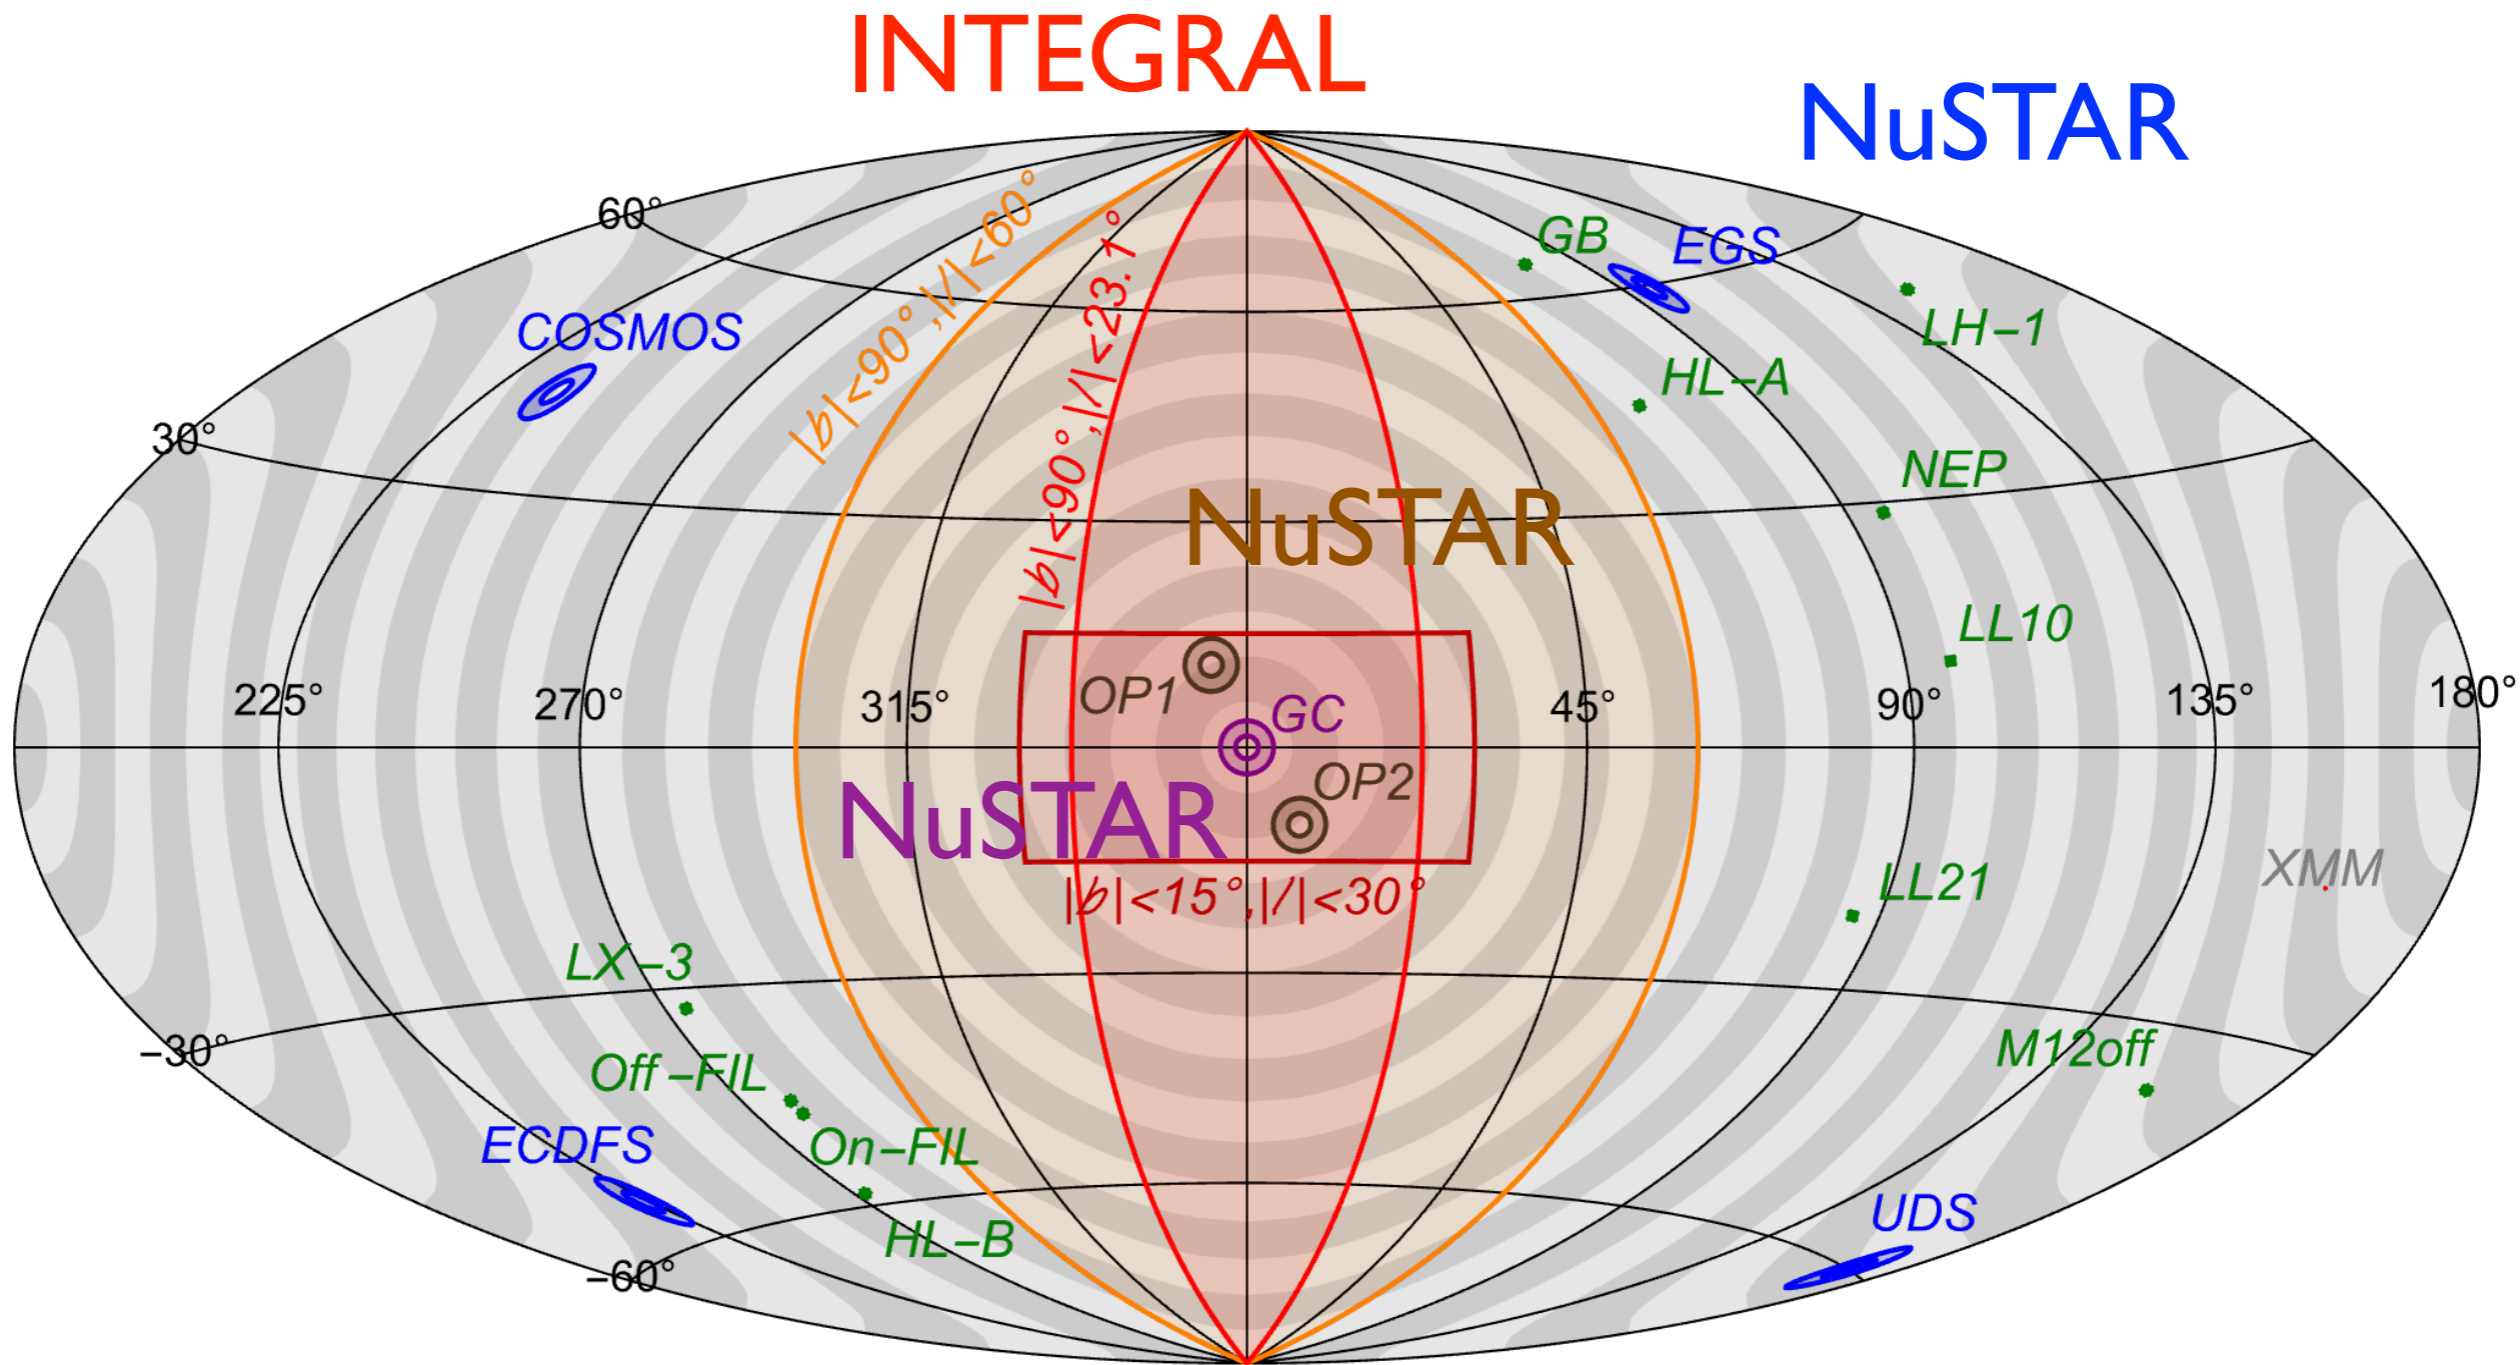 INTEGRAL
NuSTAR
60°
|b|<90°,|l|<60°
|b|<90°,|l|<23.1°
GB
EGS
COSMOS
LH-1
HL-A
30°
NEP
NuSTAR
LL10
OP1
GC
225°
270°
315°
45°
90°
135°
180°
OP2
NuSTAR
|b|<15°,|l|<30°
XMM
LL21
LX-3
-30°
M12off
Off-FIL
On-FIL
ECDFS
UDS
HL-B
-60°